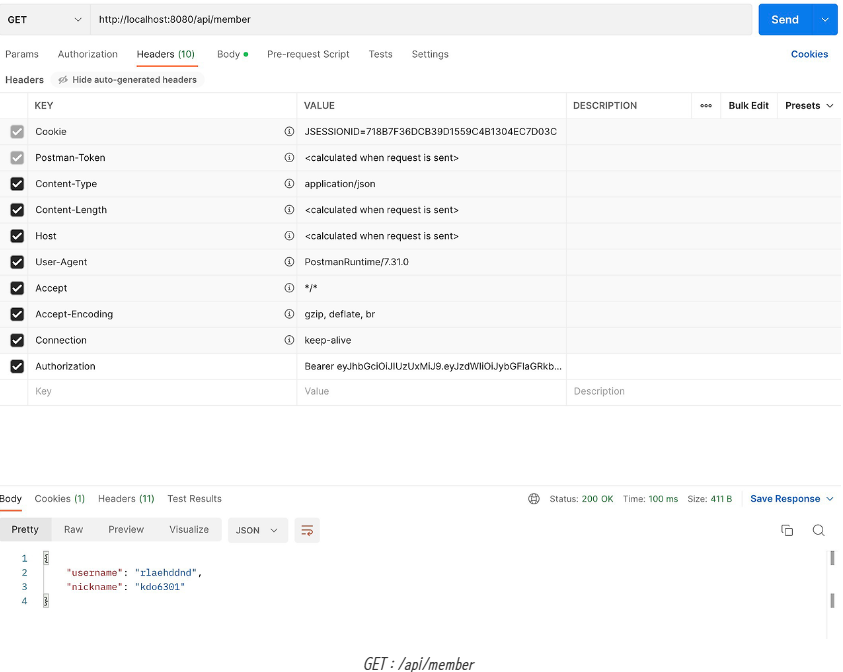 GET http://localhost:8080/api/member Send
Params Authorization Headers (10) Body Pre-request Script Tests Settings Cookies
Headers Hide auto-generated headers
KEY VALUE DESCRIPTION Bulk Edit Presets
Cookie JSESSIONID=718B7F36DCB39D1559C4B1304EC7D03C
Postman-Token <calculated when request is sent>
Content-Type application/json
Content-Length <calculated when request is sent>
Host <calculated when request is sent>
User-Agent PostmanRuntime/7.31.0
Accept */*
Accept-Encoding gzip, deflate, br
Connection keep-alive
Authorization Bearer eyJhbGciOiJIUzUxMiJ9.eyJzdWIiOiJybGFlaGRkb...
Key Value Description
Body Cookies (1) Headers (11) Test Results Status: 200 OK Time: 100 ms Size: 411 B Save Response
Pretty Raw Preview Visualize JSON
1 {
2 "username": "rlaehddnd",
3 "nickname": "kdo6301"
4 }
GET : /api/member